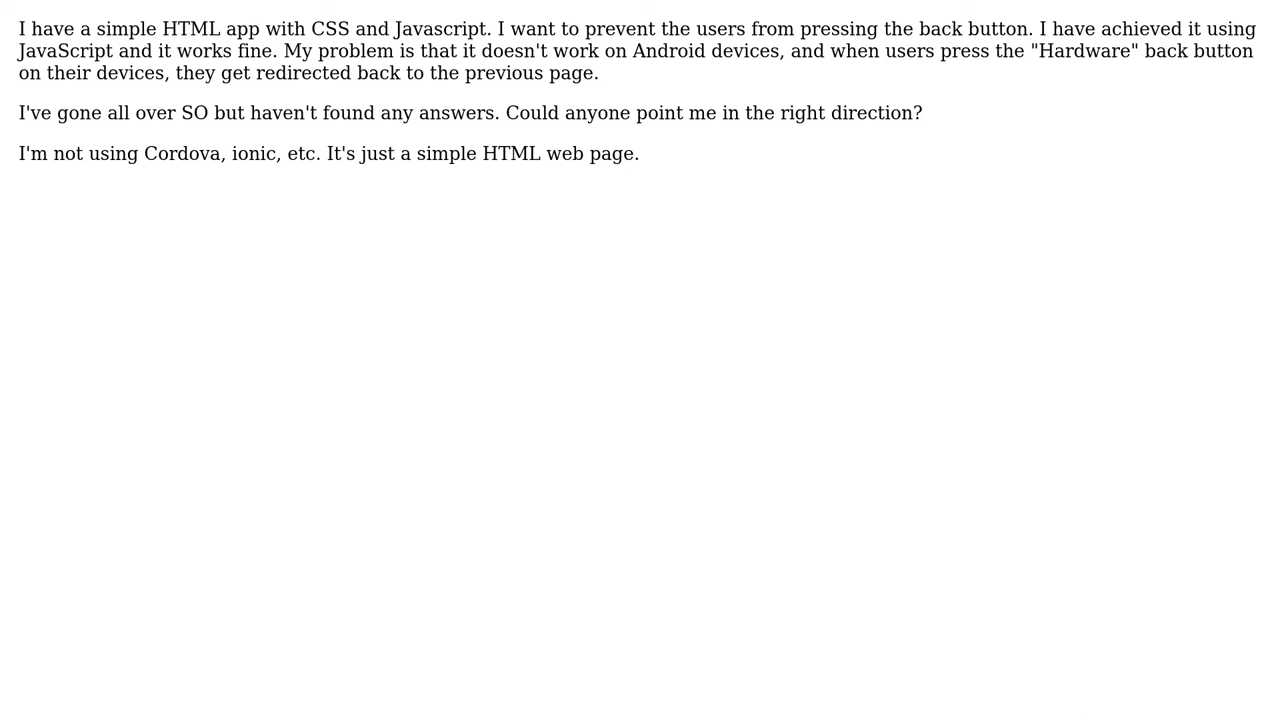 I have a simple HTML app with CSS and Javascript. I want to prevent the users from pressing the back button. I have achieved it using
JavaScript and it works fine. My problem is that it doesn't work on Android devices, and when users press the "Hardware" back button
on their devices, they get redirected back to the previous page.
I've gone all over SO but haven't found any answers. Could anyone point me in the right direction?
I'm not using Cordova, ionic, etc. It's just a simple HTML web page.